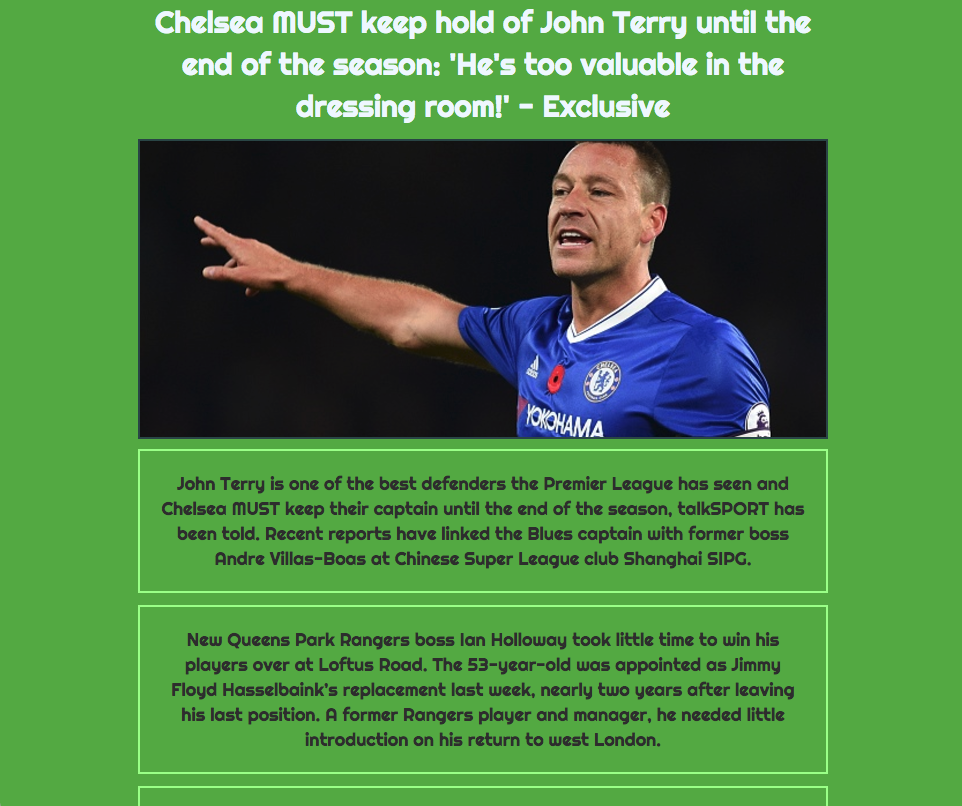 Chelsea MUST keep hold of John Terry until the
end of the season: 'He's too valuable in the
dressing room!' - Exclusive
CHELSEA
adidas
YOKOHAMA
John Terry is one of the best defenders the Premier League has seen and
Chelsea MUST keep their captain until the end of the season, talkSPORT has
been told. Recent reports have linked the Blues captain with former boss
Andre Villas-Boas at Chinese Super League club Shanghai SIPG.
New Queens Park Rangers boss Ian Holloway took little time to win his
players over at Loftus Road. The 53-year-old was appointed as Jimmy
Floyd Hasselbaink's replacement last week, nearly two years after leaving
his last position. A former Rangers player and manager, he needed little
introduction on his return to west London.